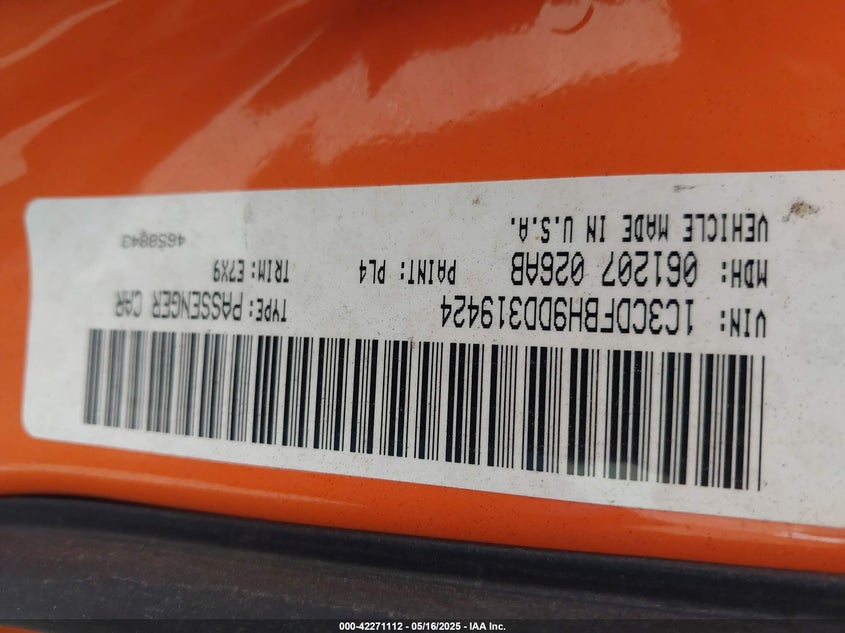 VIN: 1C3CDFBH9DD319424 TYPE: PASSENGER CAR
MDH: 061207 026AB PAINT: PL4 TRIM: E7X9
VEHICLE MADE IN U.S.A. 4658843
000-42271112 - 05/16/2025 - IAA Inc.